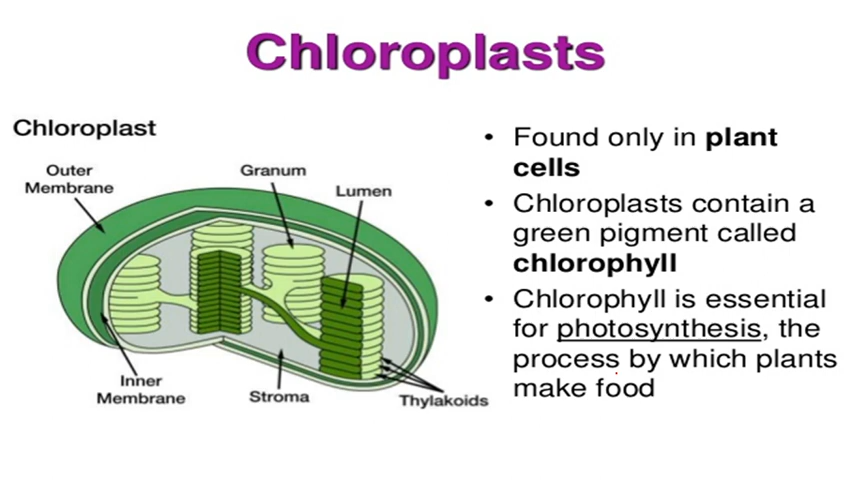 Chloroplasts
Chloroplast
Outer
Membrane
Granum
Lumen
Inner
Membrane
Stroma
Thylakoids
• Found only in plant
cells
• Chloroplasts contain a
green pigment called
chlorophyll
• Chlorophyll is essential
for photosynthesis, the
process by which plants
make food